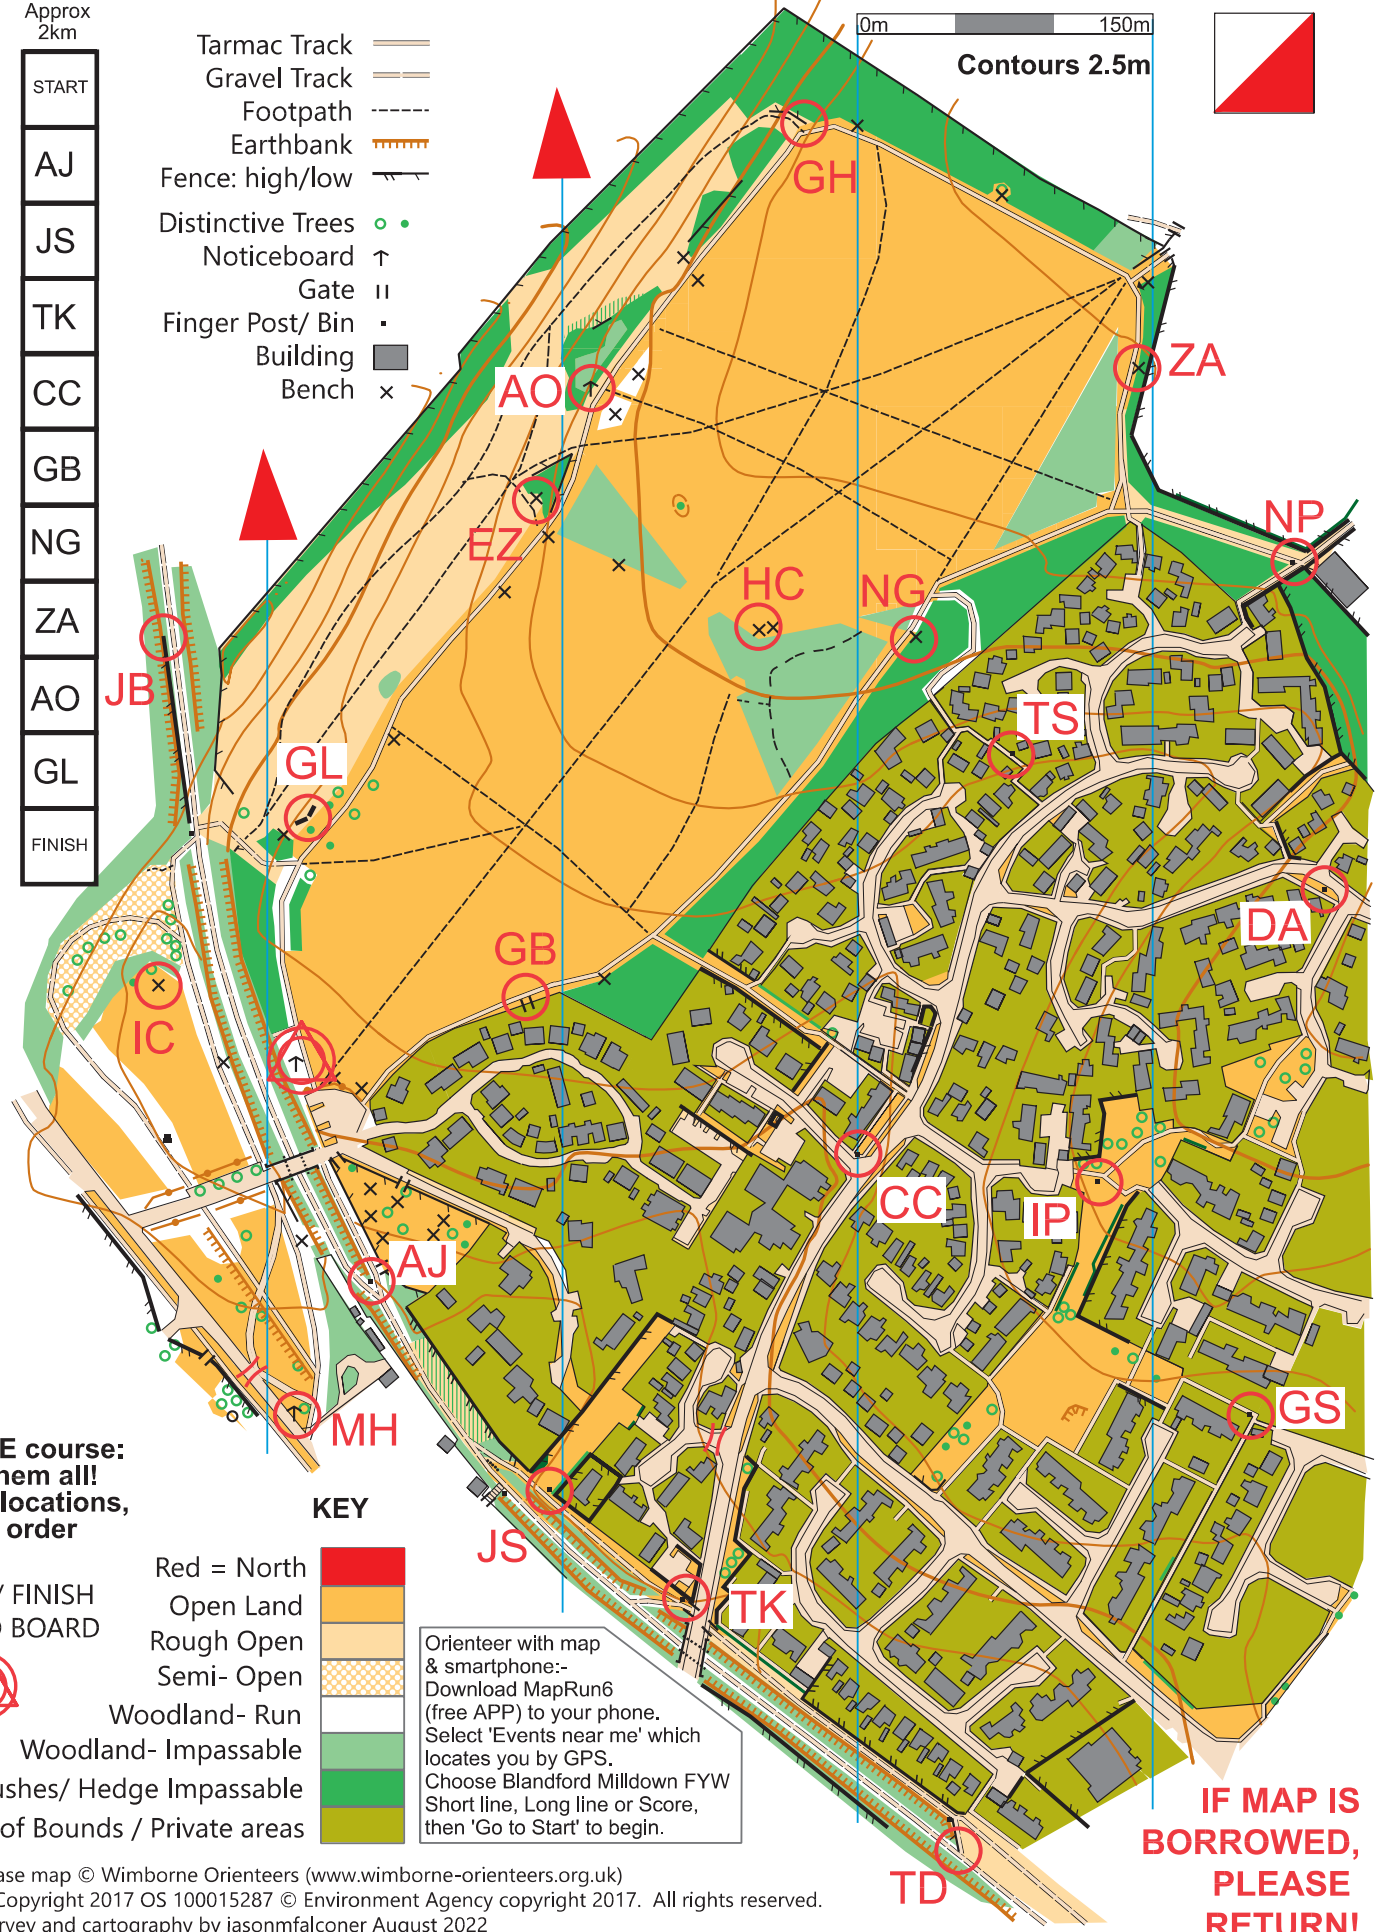 Approx
2km
START
AJ
JS
TK
CC
GB
NG
ZA
AO
GL
FINISH
Tarmac Track
Gravel Track
Footpath
Earthbank
Fence: high/low
Distinctive Trees
Noticeboard
Gate
Finger Post/ Bin
Building
Bench
0m 150m
Contours 2.5m
GH
ZA
AO
EZ
NP
HC
NG
JB
TS
GL
DA
GB
IC
CC
IP
AJ
MH
GS
JS
TK
TD
E course:
hem all!
locations,
order
/ FINISH
BOARD
KEY
Red = North
Open Land
Rough Open
Semi- Open
Woodland- Run
Woodland- Impassable
ushes/ Hedge Impassable
of Bounds / Private areas
Orienteer with map
& smartphone:-
Download MapRun6
(free APP) to your phone.
Select 'Events near me' which
locates you by GPS.
Choose Blandford Milldown FYW
Short line, Long line or Score,
then 'Go to Start' to begin.
IF MAP IS
BORROWED,
PLEASE
RETURN!
ase map © Wimborne Orienteers (www.wimborne-orienteers.org.uk)
Copyright 2017 OS 100015287 © Environment Agency copyright 2017. All rights reserved.
rvey and cartography by jasonmfalconer August 2022